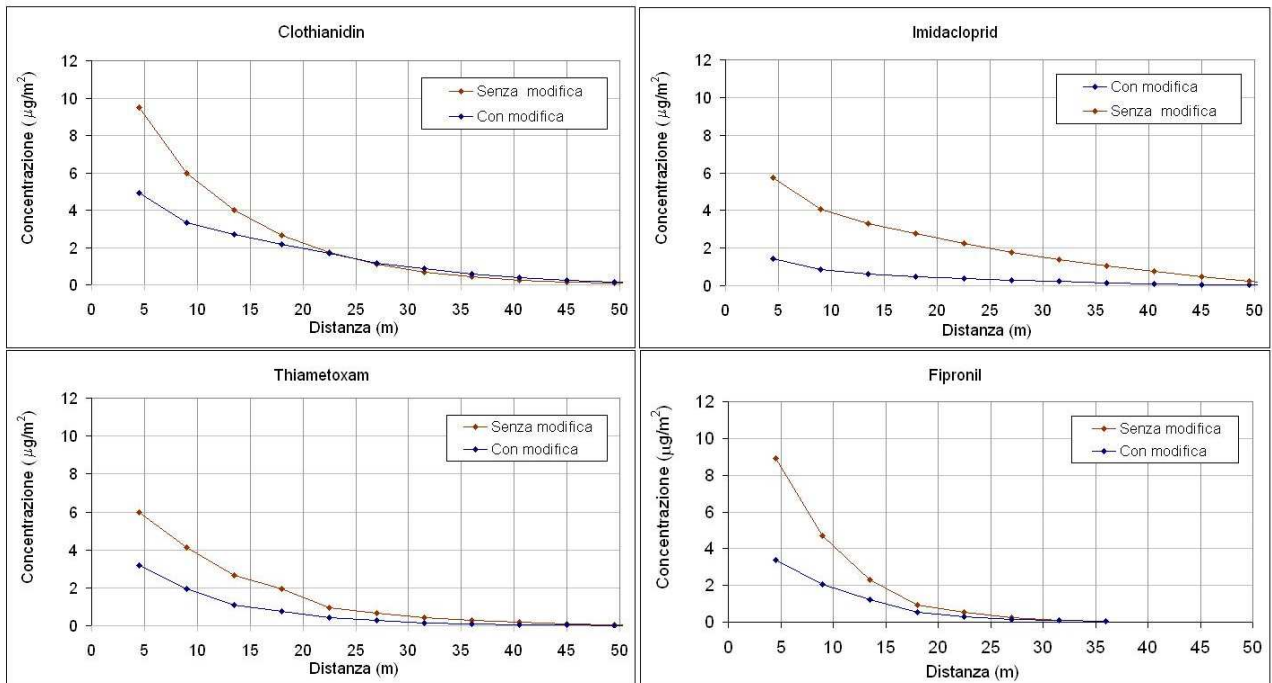 Clothianidin
Concentrazione ( µg/m²)
12
10
8
6
4
2
0
Senza modifica
Con modifica
0 5 10 15 20 25 30 35 40 45 50
Distanza (m)
Imidacloprid
Concentrazione ( µg/m²)
12
10
8
6
4
2
0
Con modifica
Senza modifica
0 5 10 15 20 25 30 35 40 45 50
Distanza (m)
Thiametoxam
Concentrazione ( µg/m²)
12
10
8
6
4
2
0
Senza modifica
Con modifica
0 5 10 15 20 25 30 35 40 45 50
Distanza (m)
Fipronil
Concentrazione (µg/m²)
12
10
8
6
4
2
0
Senza modifica
Con modifica
0 5 10 15 20 25 30 35 40 45 50
Distanza (m)